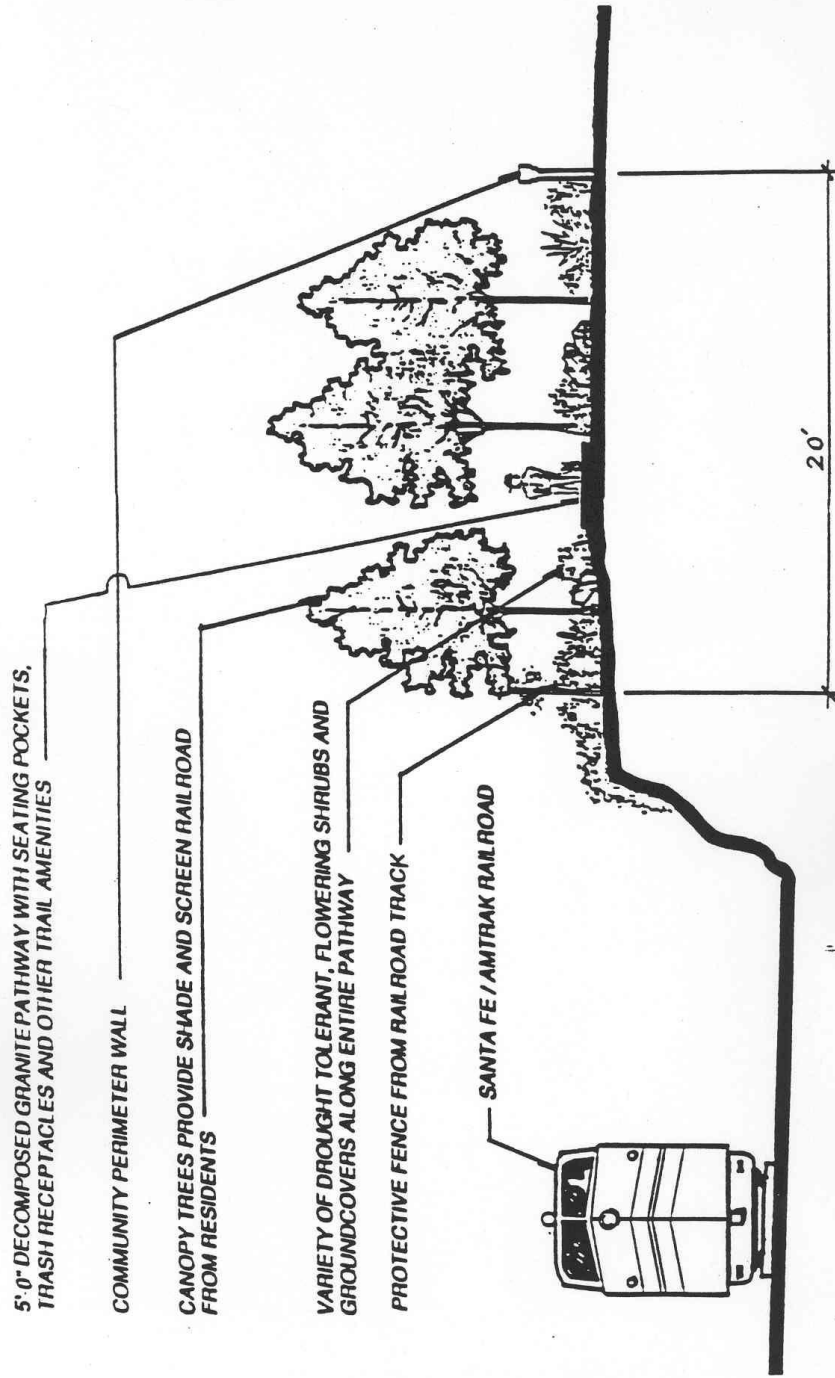 5'-0" DECOMPOSED GRANITE PATHWAY WITH SEATING POCKETS,
TRASH RECEPTACLES AND OTHER TRAIL AMENITIES
COMMUNITY PERIMETER WALL
CANOPY TREES PROVIDE SHADE AND SCREEN RAILROAD
FROM RESIDENTS
VARIETY OF DROUGHT TOLERANT, FLOWERING SHRUBS AND
GROUNDCOVERS ALONG ENTIRE PATHWAY
PROTECTIVE FENCE FROM RAILROAD TRACK
SANTA FE / AMTRAK RAILROAD
20'